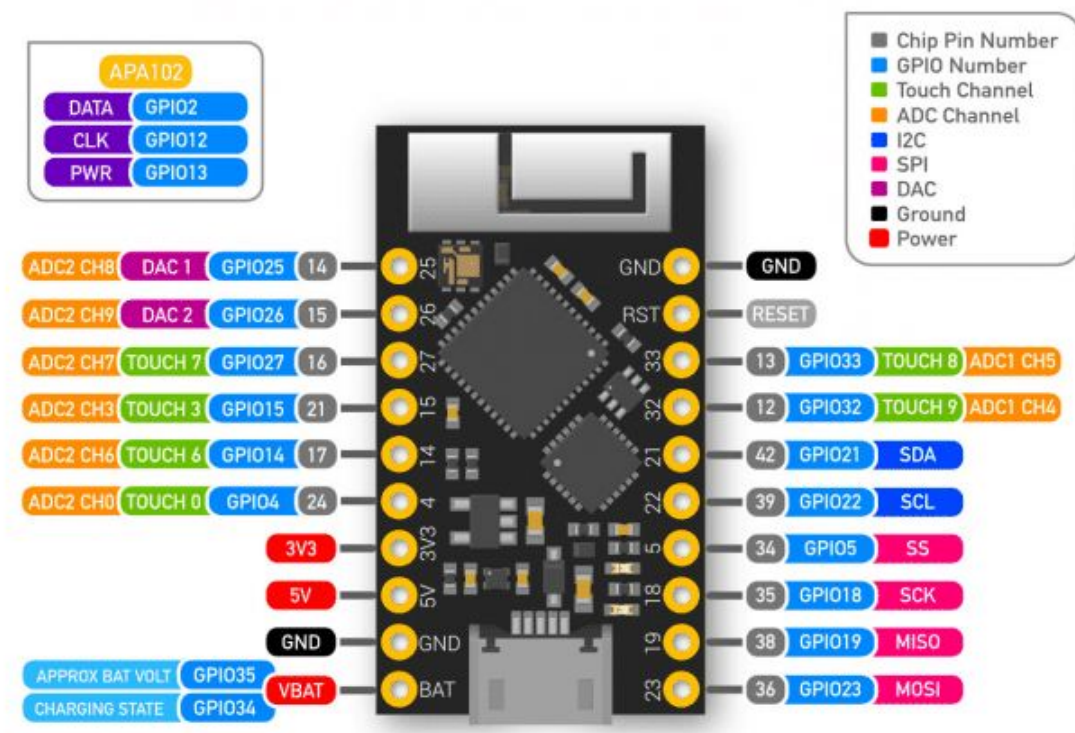 APA102
DATA GPIO2
CLK GPIO12
PWR GPIO13
Chip Pin Number
GPIO Number
Touch Channel
ADC Channel
I2C
SPI
DAC
Ground
Power
ADC2 CH8 DAC 1 GPIO25 14 25
ADC2 CH9 DAC 2 GPIO26 15 26
ADC2 CH7 TOUCH 7 GPIO27 16 27
ADC2 CH3 TOUCH 3 GPIO15 21 15
ADC2 CH6 TOUCH 6 GPIO14 17 14
ADC2 CH0 TOUCH 0 GPIO4 24 4
3V3 3V3
5V 5V
GND GND
APPROX BAT VOLT GPIO35
VBAT BAT
CHARGING STATE GPIO34
GND GND
RST RESET
33 13 GPIO33 TOUCH 8 ADC1 CH5
32 12 GPIO32 TOUCH 9 ADC1 CH4
21 42 GPIO21 SDA
22 39 GPIO22 SCL
5 34 GPIO5 SS
18 35 GPIO18 SCK
19 38 GPIO19 MISO
23 36 GPIO23 MOSI